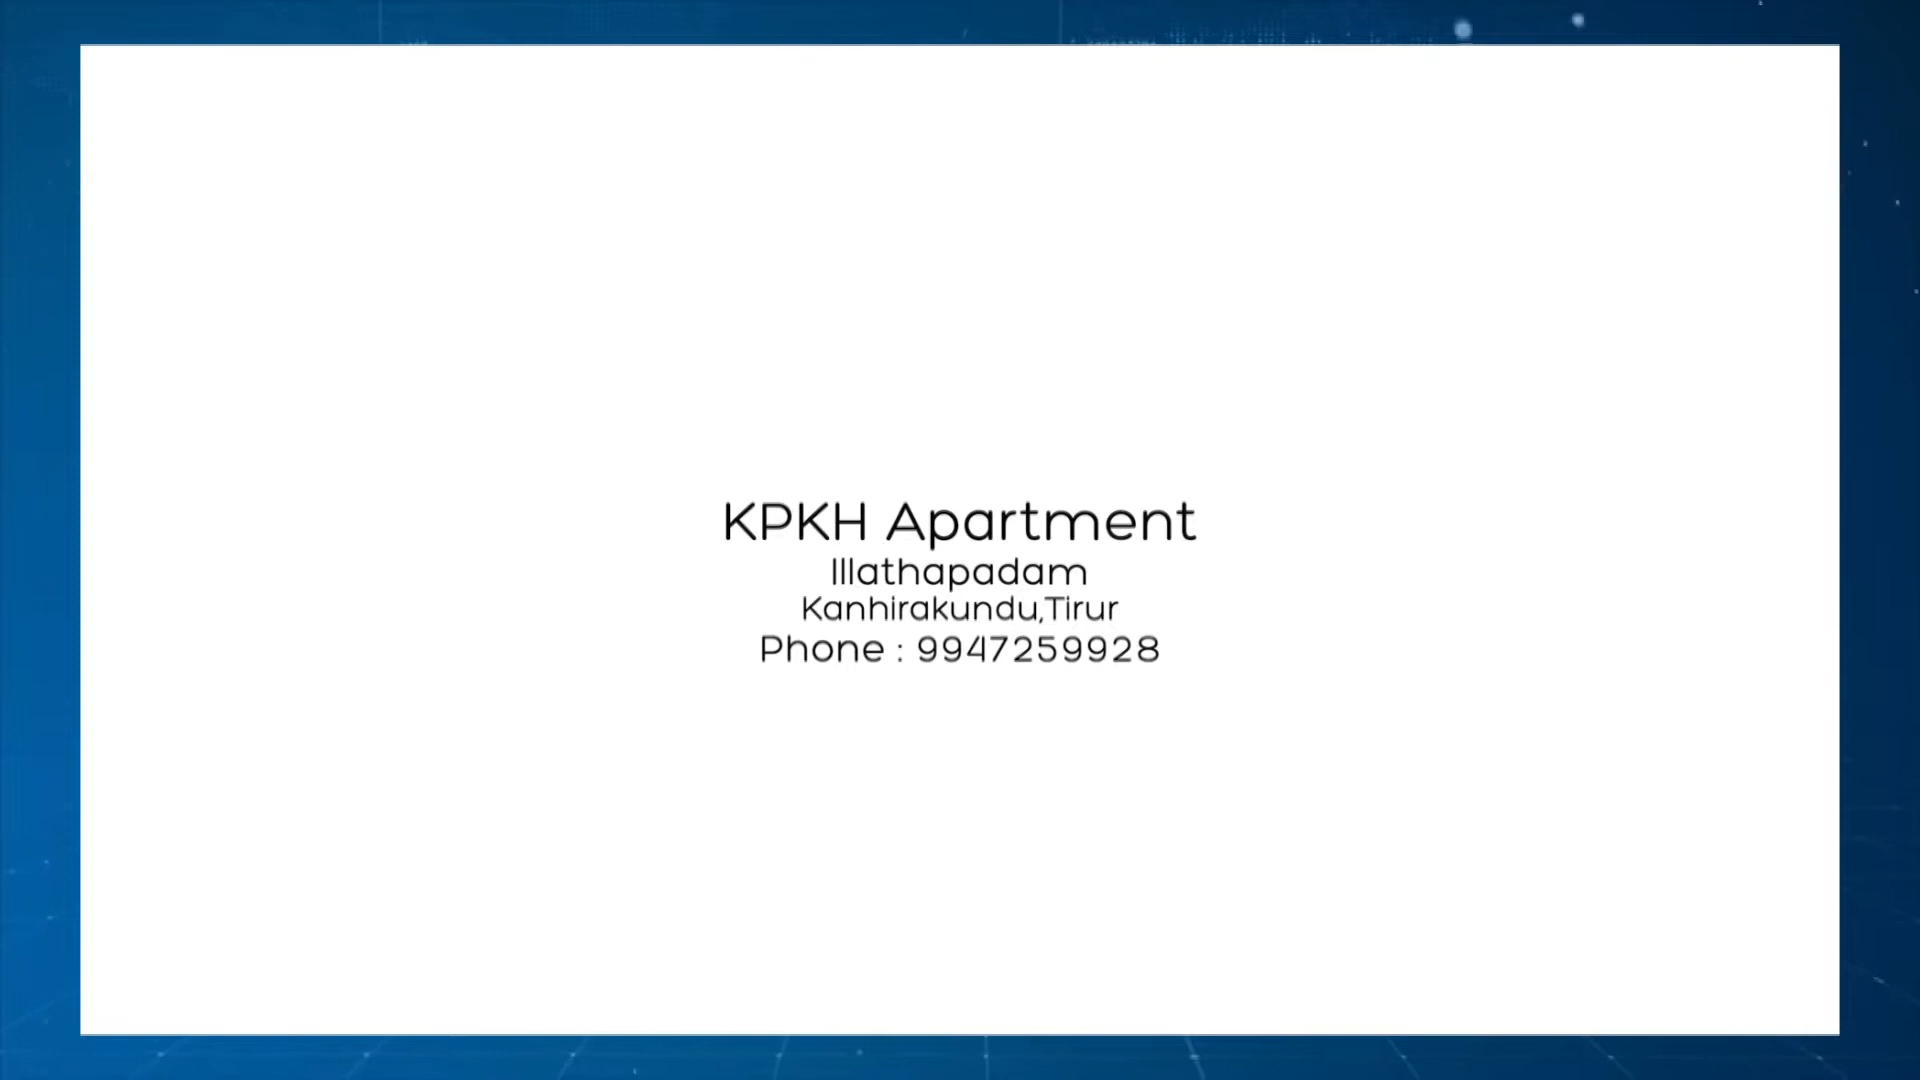 KPKH Apartment
Illathapadam
Kanhirakundu,Tirur
Phone : 9947259928